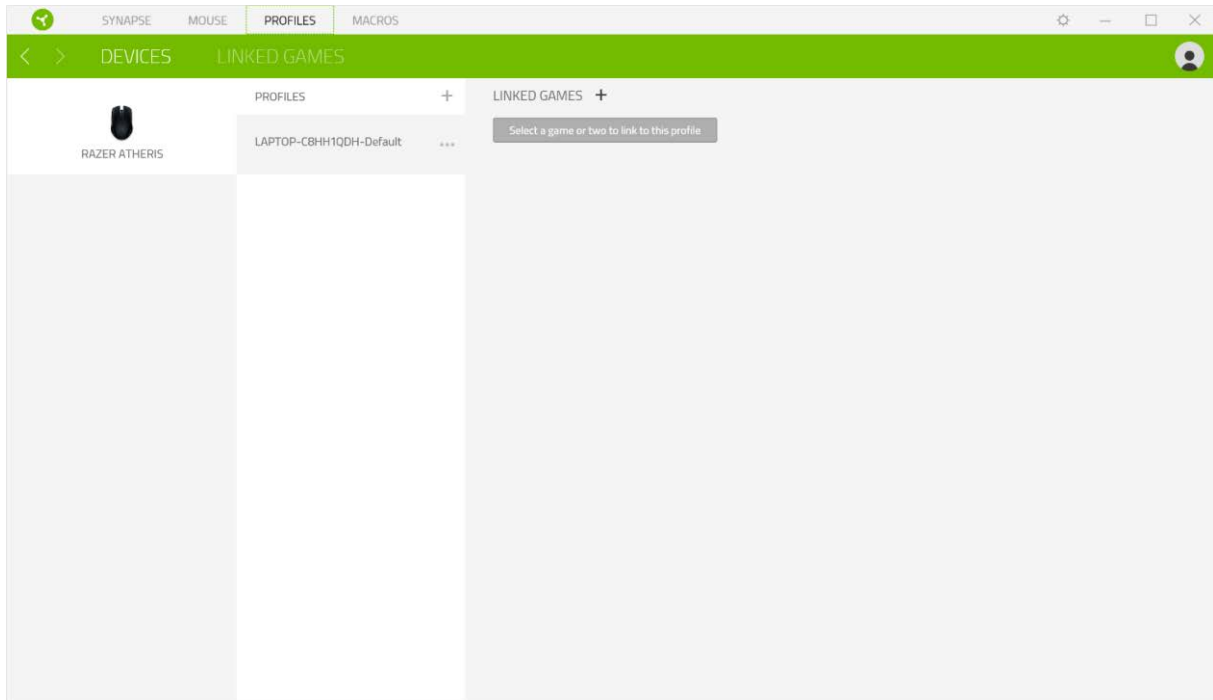 SYNAPSE MOUSE PROFILES MACROS
DEVICES LINKED GAMES
RAZER ATHERIS
PROFILES
LAPTOP-C8HH1QDH-Default
LINKED GAMES
Select a game or two to link to this profile